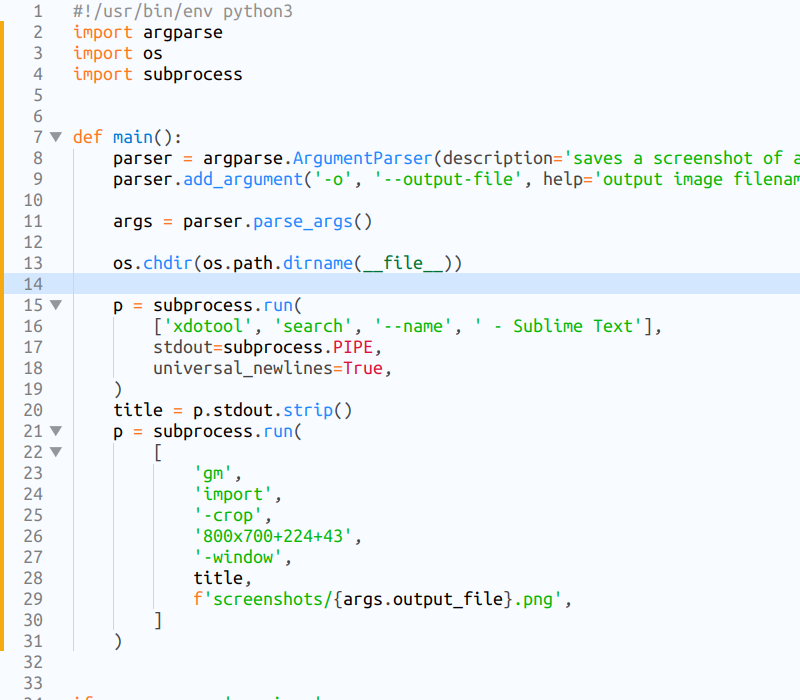 1 #!/usr/bin/env python3
2 import argparse
3 import os
4 import subprocess
5
6
7 def main():
8     parser = argparse.ArgumentParser(description='saves a screenshot of
9     parser.add_argument('-o', '--output-file', help='output image
10
11     args = parser.parse_args()
12
13     os.chdir(os.path.dirname(__file__))
14
15     p = subprocess.run(
16         ['xdotool', 'search', '--name', ' - Sublime Text'],
17         stdout=subprocess.PIPE,
18         universal_newlines=True,
19     )
20     title = p.stdout.strip()
21     p = subprocess.run(
22         [
23             'gm',
24             'import',
25             '-crop',
26             '800x700+224+43',
27             '-window',
28             title,
29             f'screenshots/{args.output_file}.png',
30         ]
31     )
32
33